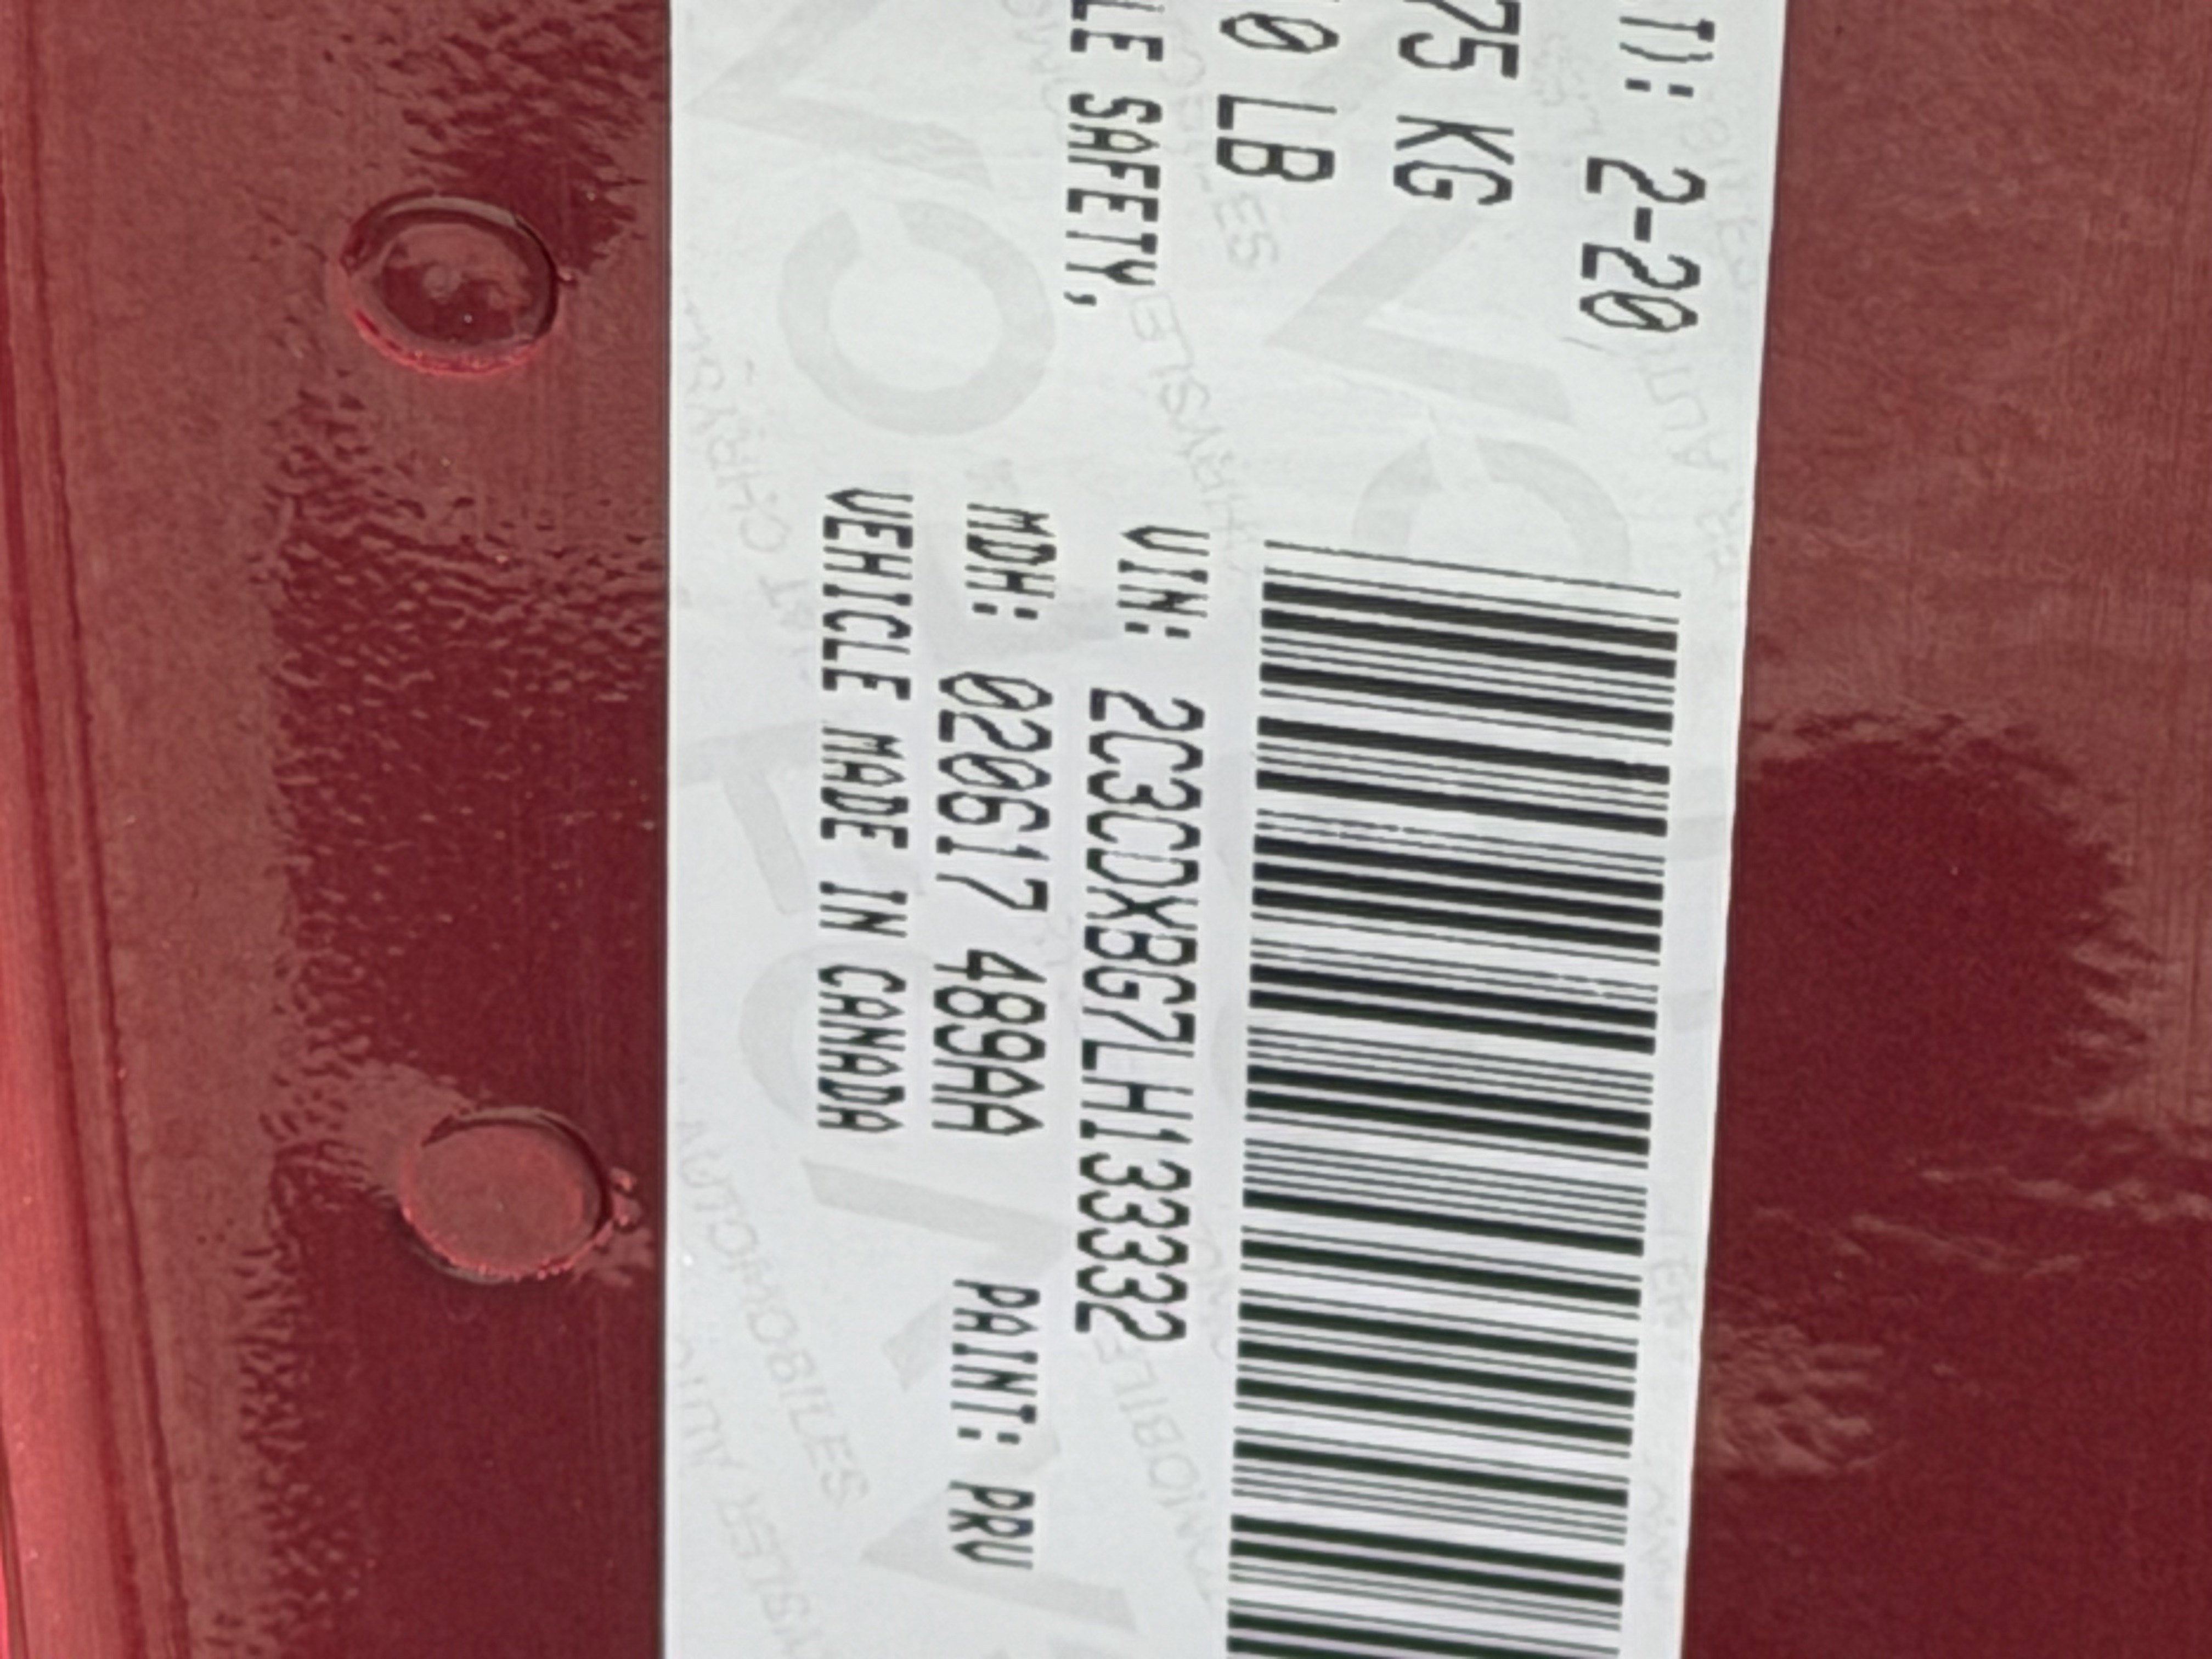 2-20
75 KG
0 LB
LE SAFETY,
VIN: 2C3CDXBG7LH133332
MDH: 020617 489AA PAINT: PRV
VEHICLE MADE IN CANADA